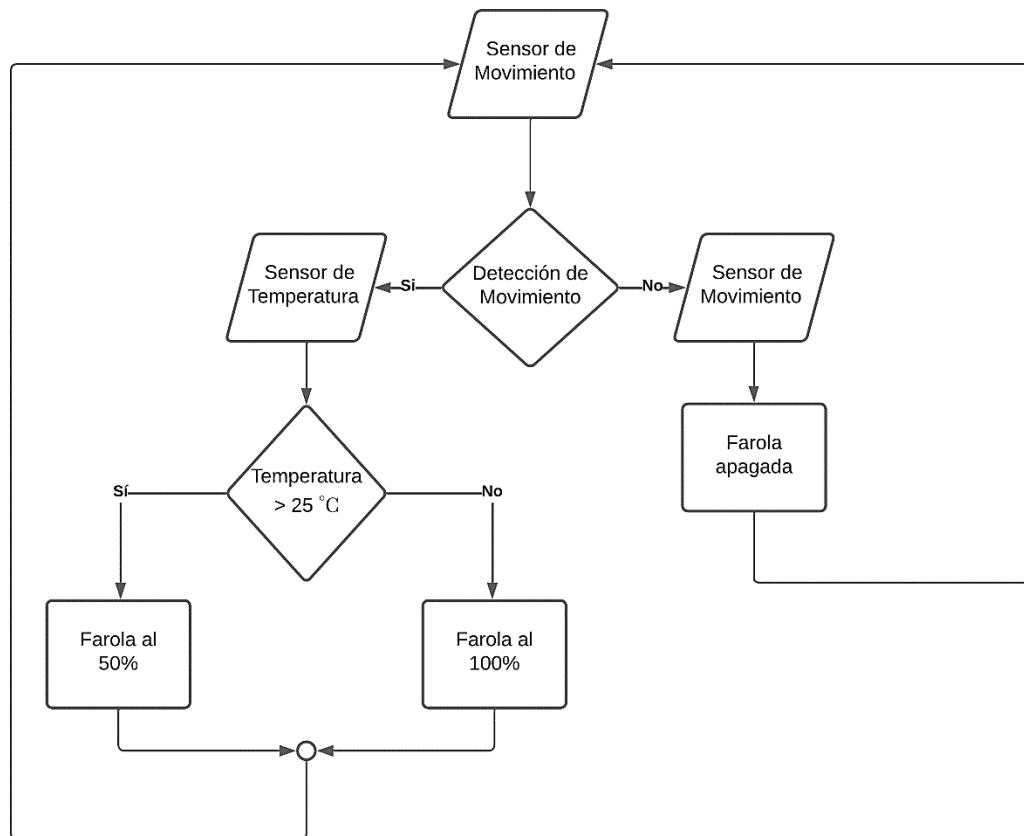 Sensor de
Movimiento
Sensor de
Temperatura
Si
Detección de
Movimiento
No
Sensor de
Movimiento
Farola
apagada
Temperatura
> 25 °C
Sí
No
Farola al
50%
Farola al
100%